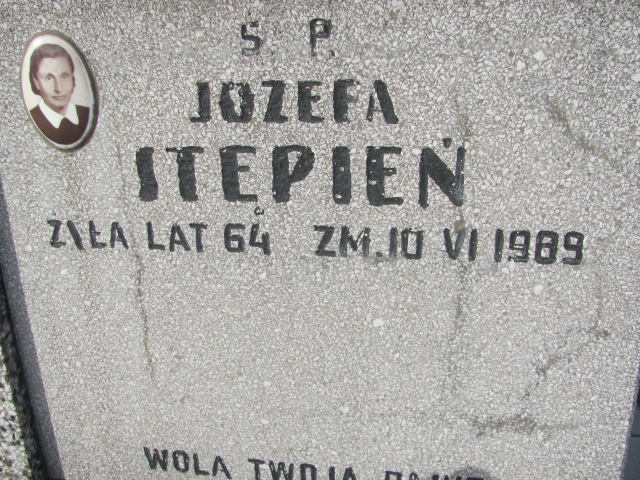 Ś. P.
JÓZEFA
STĘPIEŃ
ŻYŁA LAT 64 ZM. 10 VI 1989
WOLA TWOJA